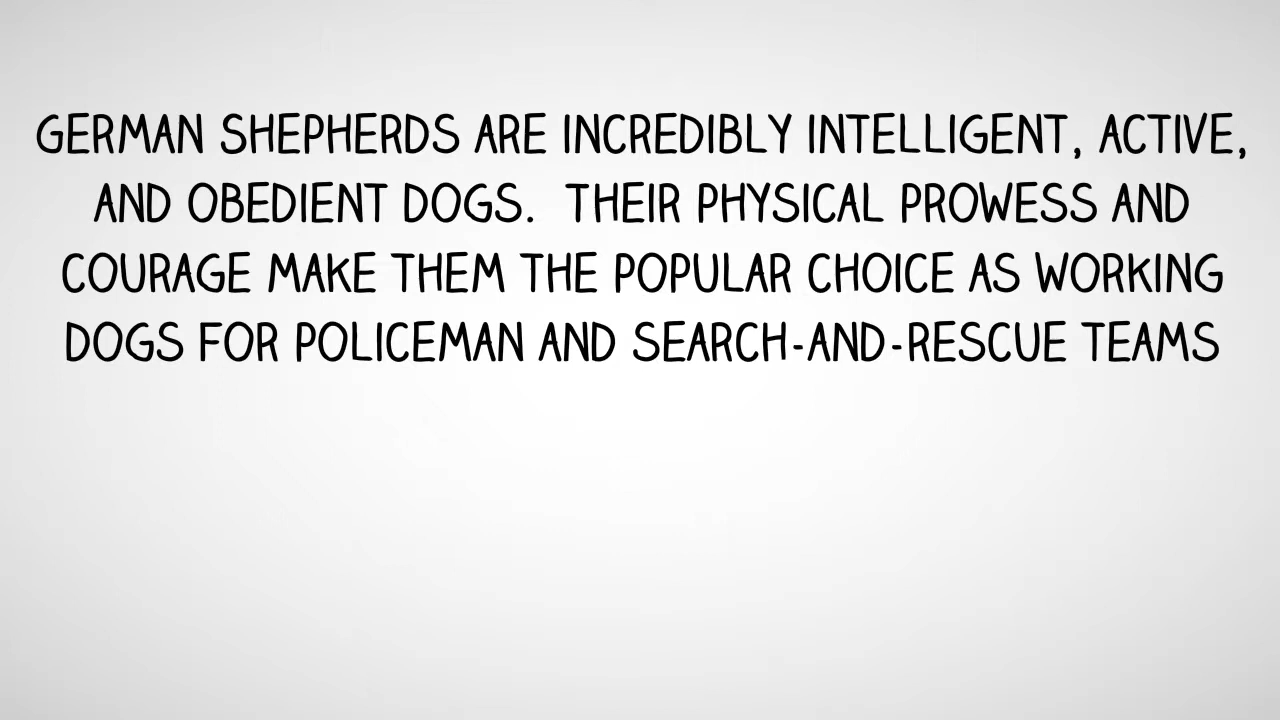 GERMAN SHEPHERDS ARE INCREDIBLY INTELLIGENT, ACTIVE,
AND OBEDIENT DOGS.  THEIR PHYSICAL PROWESS AND
COURAGE MAKE THEM THE POPULAR CHOICE AS WORKING
DOGS FOR POLICEMAN AND SEARCH-AND-RESCUE TEAMS